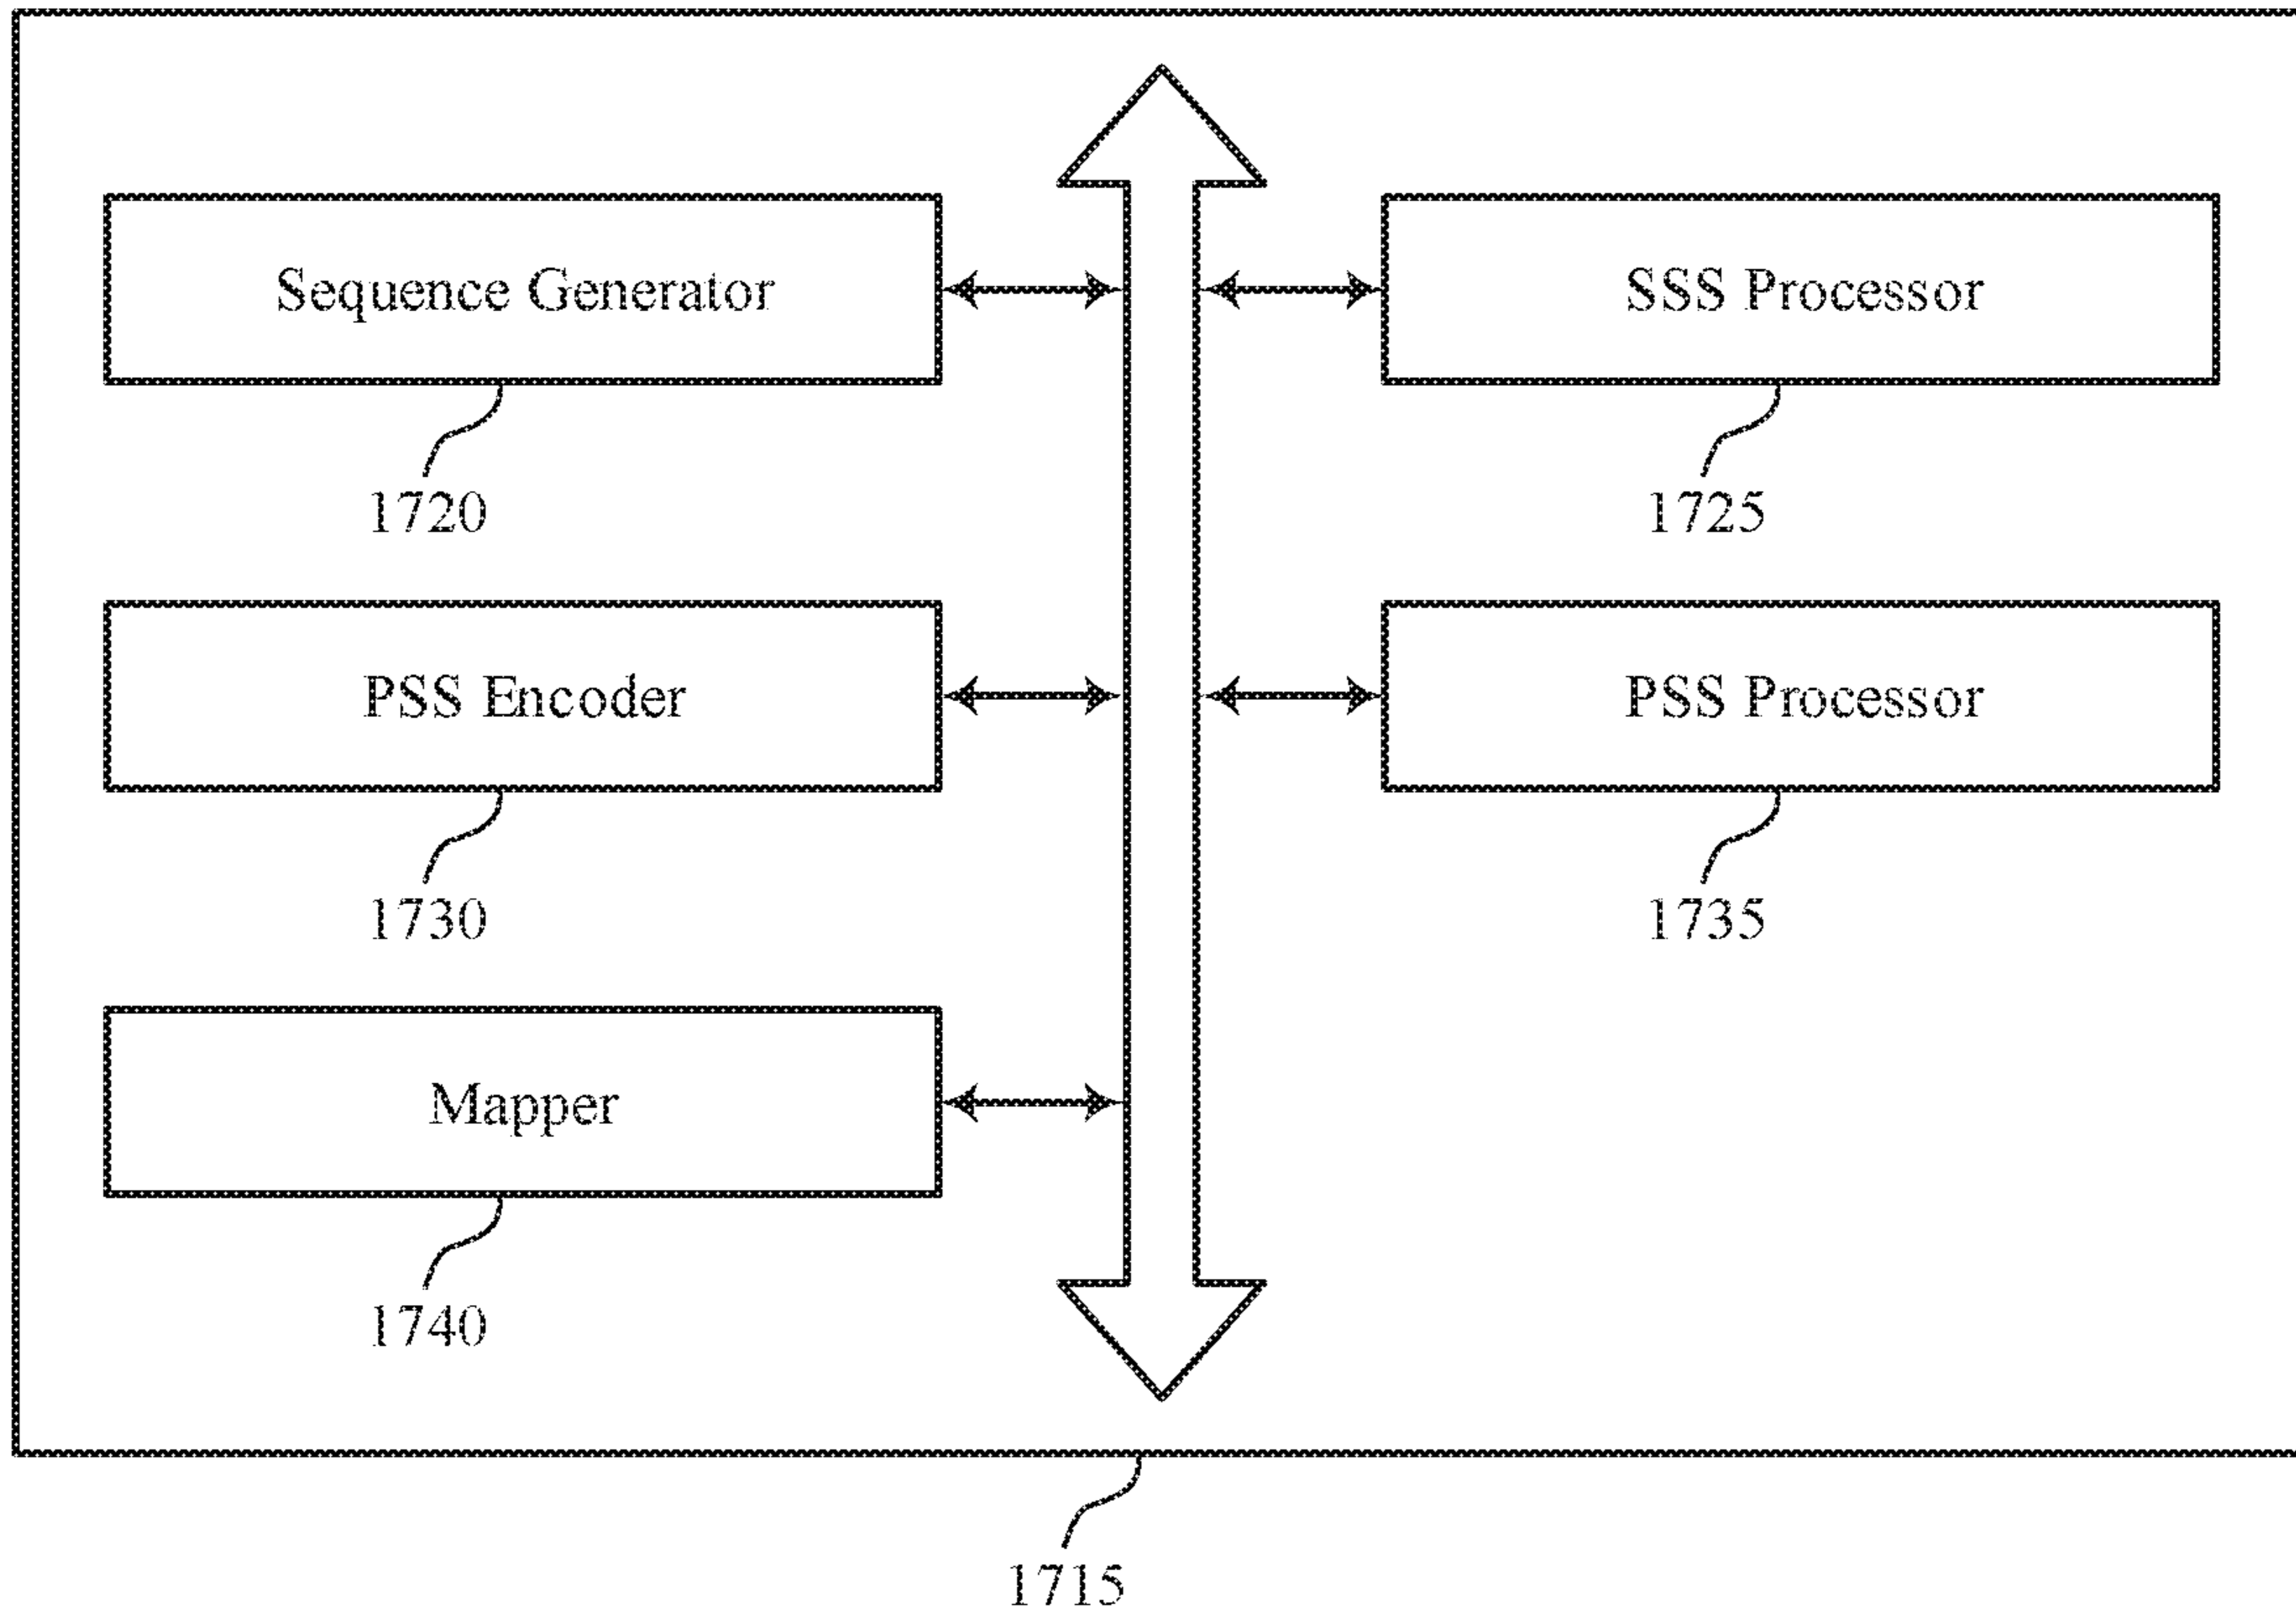 Sequence Generator
SSS Processor
1720
1725
PSS Encoder
PSS Processor
1730
1735
Mapper
1740
1715